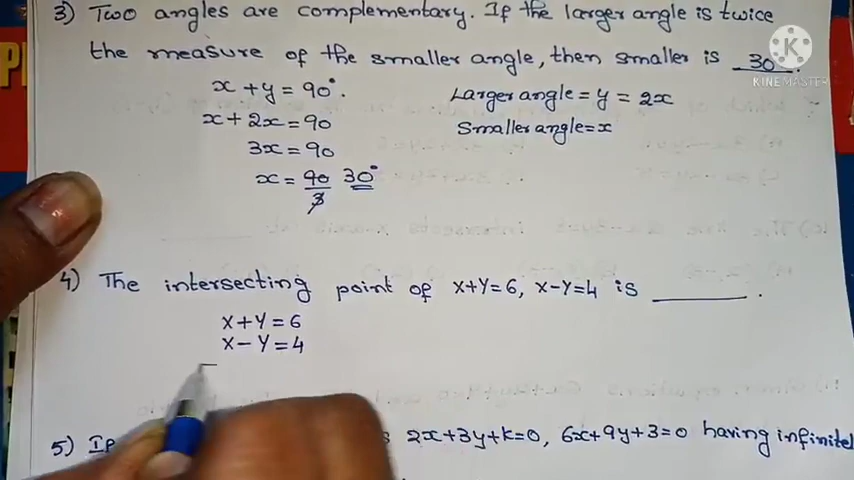 3) Two angles are complementary. If the larger angle is twice
the measure of the smaller angle, then smaller is 30°.
x + y = 90°.
Larger angle = y = 2x
x + 2x = 90
Smaller angle = x
3x = 90
x = 90/3 30°
4) The intersecting point of x+y=6, x-y=4 is ______.
x+y=6
x-y=4
5) If 2x+3y+k=0, 6x+9y+3=0 having infinitel
K
KINEMASTER